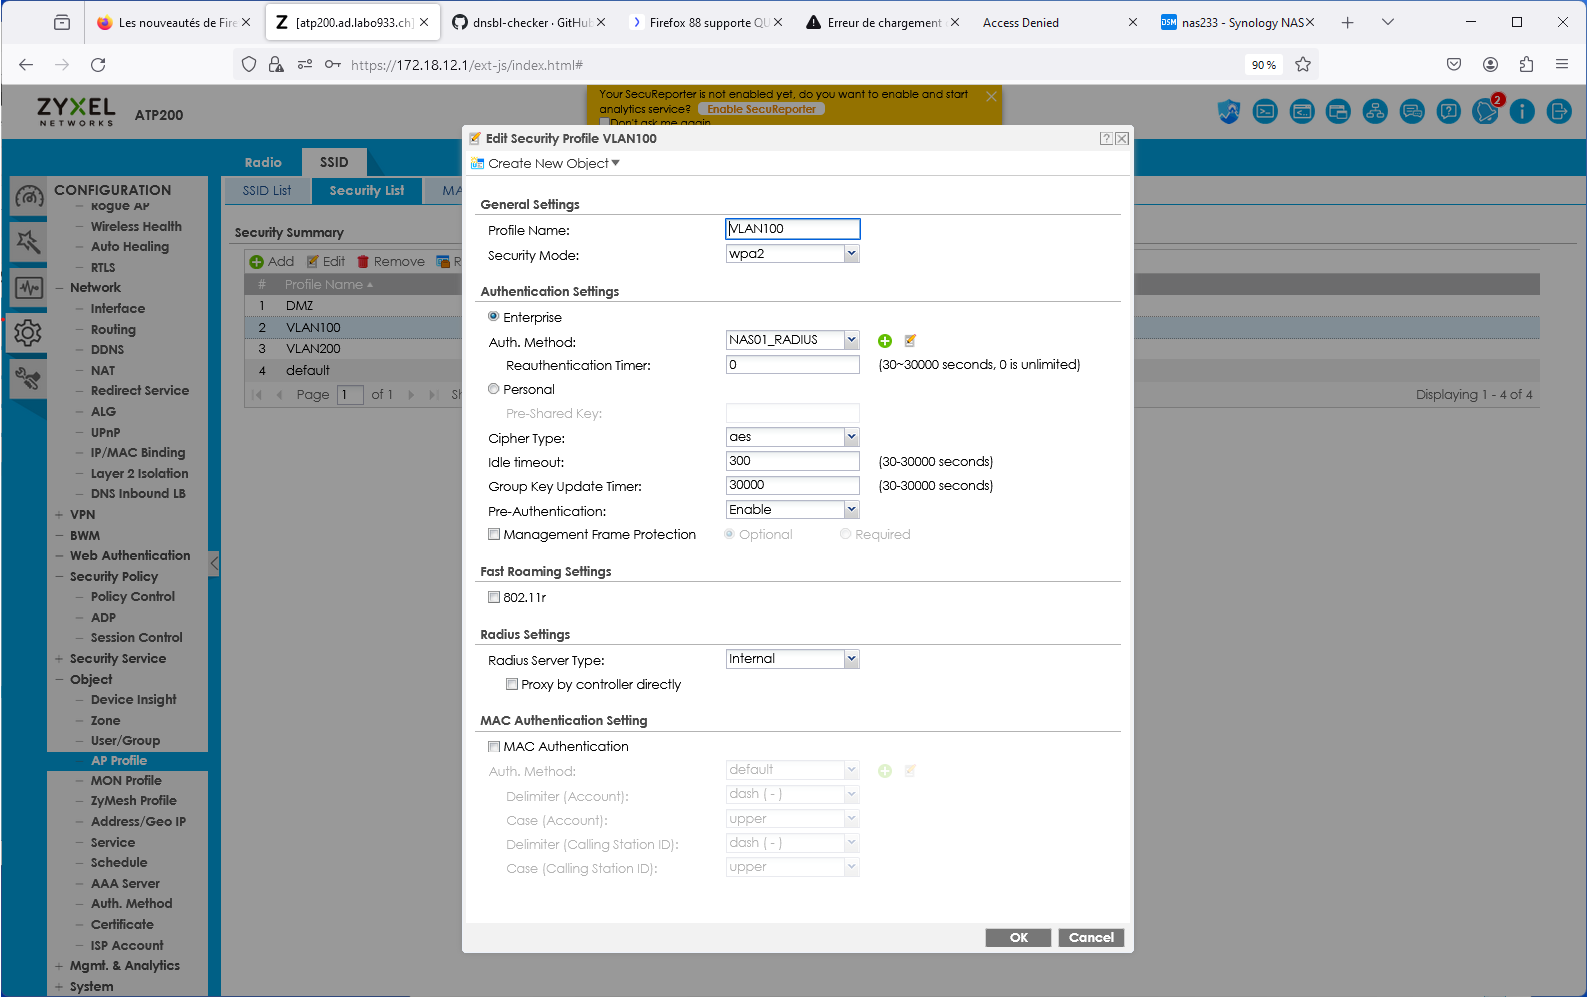 Les nouveautés de Fire
[atp200.ad.labo933.ch]
dnsbl-checker · GitHub
Firefox 88 supporte QU
Erreur de chargement
Access Denied
DSM nas233 - Synology NAS
https://172.18.12.1/ext-js/index.html#
90 %
ZYXEL
NETWORKS
ATP200
Your SecuReporter is not enabled yet, do you want to enable and start
analytics service? Enable SecuReporter
Don't ask me again
2
Radio
SSID
SSID List
Security List
MA
CONFIGURATION
Rogue AP
Wireless Health
Auto Healing
RTLS
Network
Interface
Routing
DDNS
NAT
Redirect Service
ALG
UPnP
IP/MAC Binding
Layer 2 Isolation
DNS Inbound LB
VPN
BWM
Web Authentication
Security Policy
Policy Control
ADP
Session Control
Security Service
Object
Device Insight
Zone
User/Group
AP Profile
MON Profile
ZyMesh Profile
Address/Geo IP
Service
Schedule
AAA Server
Auth. Method
Certificate
ISP Account
Mgmt. & Analytics
System
Security Summary
Add Edit Remove R
# Profile Name
1 DMZ
2 VLAN100
3 VLAN200
4 default
Page 1 of 1 Sh
Displaying 1 - 4 of 4
Edit Security Profile VLAN100
Create New Object
General Settings
Profile Name: VLAN100
Security Mode: wpa2
Authentication Settings
Enterprise
Auth. Method: NAS01_RADIUS
Reauthentication Timer: 0 (30~30000 seconds, 0 is unlimited)
Personal
Pre-Shared Key:
Cipher Type: aes
Idle timeout: 300 (30-30000 seconds)
Group Key Update Timer: 30000 (30-30000 seconds)
Pre-Authentication: Enable
Management Frame Protection Optional Required
Fast Roaming Settings
802.11r
Radius Settings
Radius Server Type: Internal
Proxy by controller directly
MAC Authentication Setting
MAC Authentication
Auth. Method: default
Delimiter (Account): dash ( - )
Case (Account): upper
Delimiter (Calling Station ID): dash ( - )
Case (Calling Station ID): upper
OK Cancel